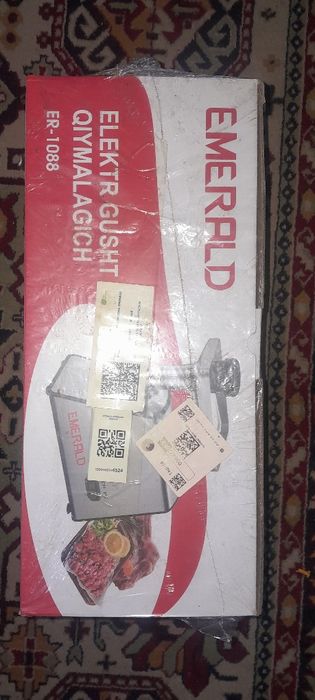 EMERALD
ELEKTR GUSHT
QIYMALAGICH
ER-1088
EMERALD